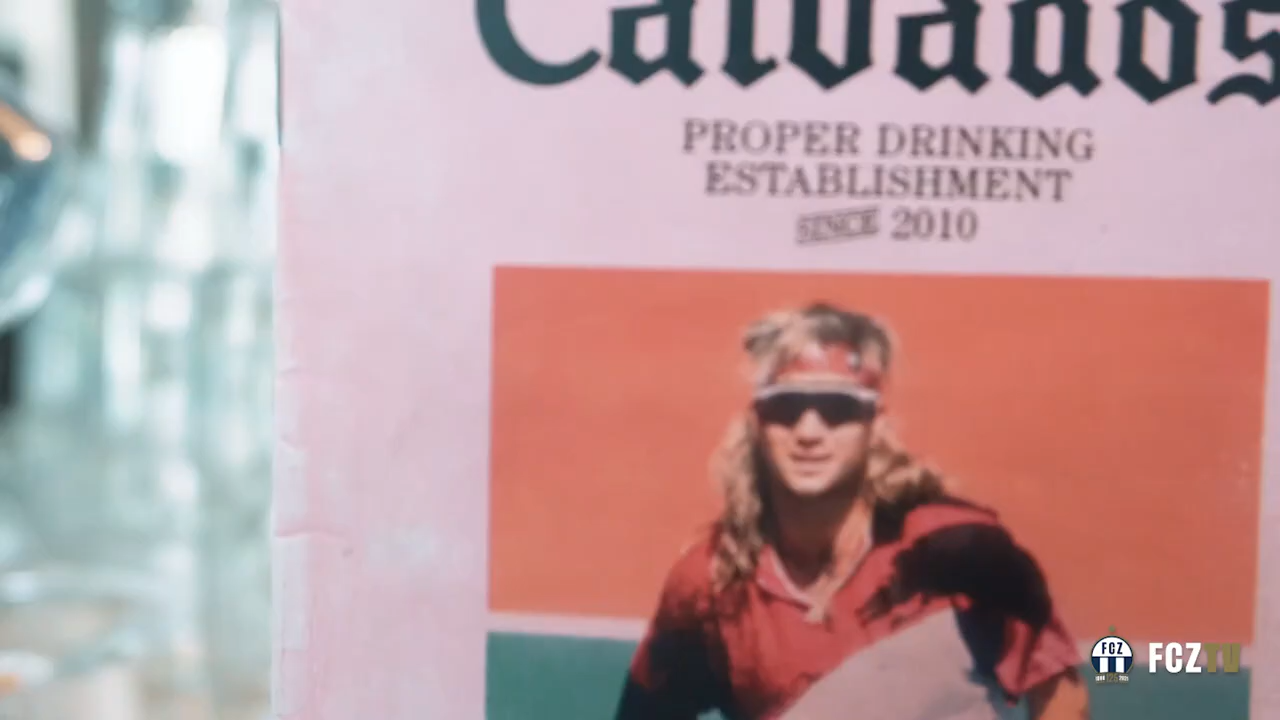 Calvados
PROPER DRINKING
ESTABLISHMENT
SINCE 2010
FCZ
FCZTV